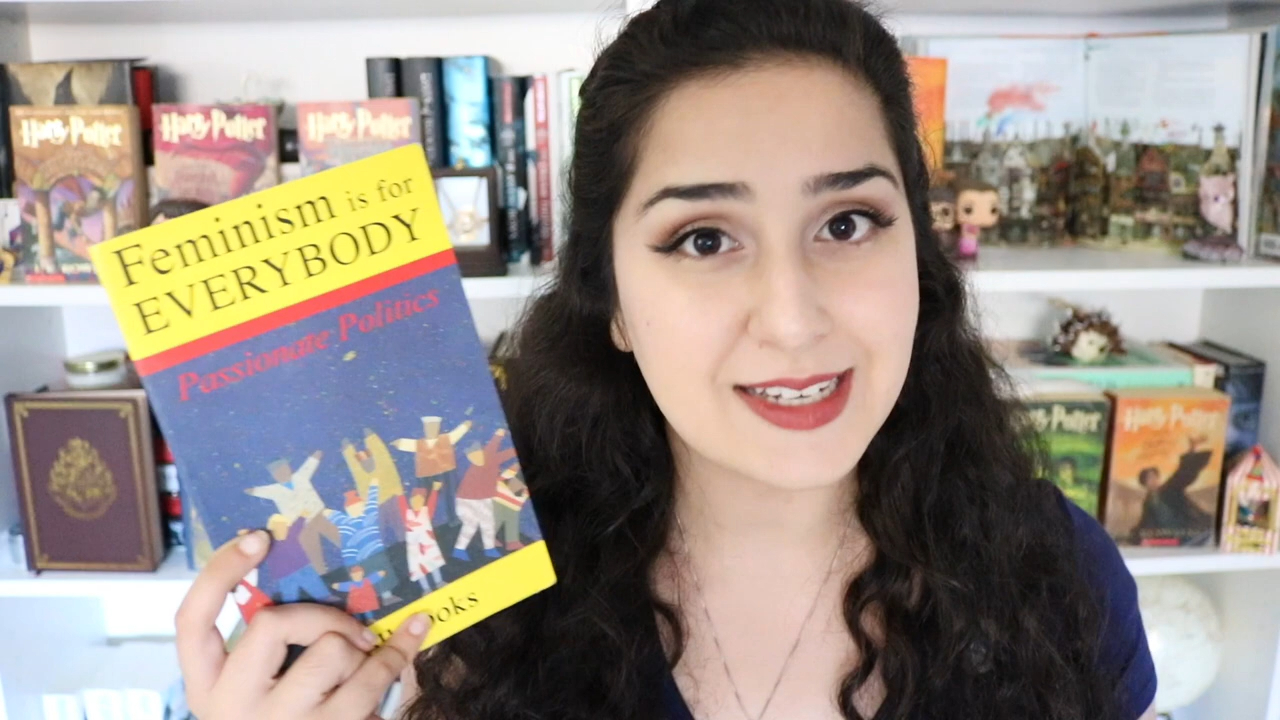 Harry Potter
Harry Potter
Harry Potter
Feminism is for
EVERYBODY
Passionate Politics
Harry Potter
Harry Potter